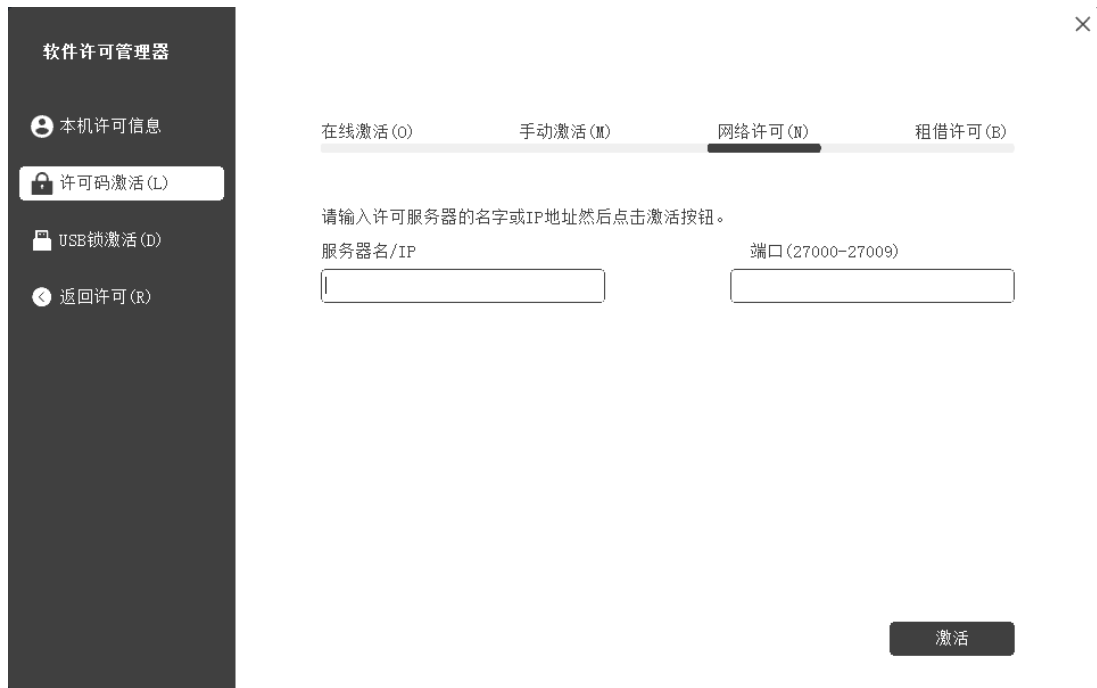 软件许可管理器
本机许可信息
许可码激活(L)
USB锁激活(D)
返回许可(R)
在线激活(O) 手动激活(M) 网络许可(N) 租借许可(B)
请输入许可服务器的名字或IP地址然后点击激活按钮。
服务器名/IP 端口(27000-27009)
激活